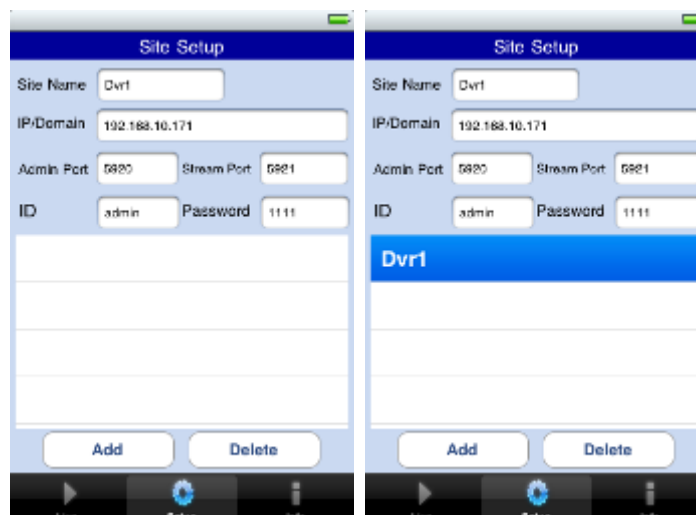 Site Setup
Site Name Dvr1
IP/Domain 192.168.10.171
Admin Port 5920 Stream Port 5921
ID admin Password 1111
Add Delete
Site Setup
Site Name Dvr1
IP/Domain 192.168.10.171
Admin Port 5920 Stream Port 5921
ID admin Password 1111
Dvr1
Add Delete